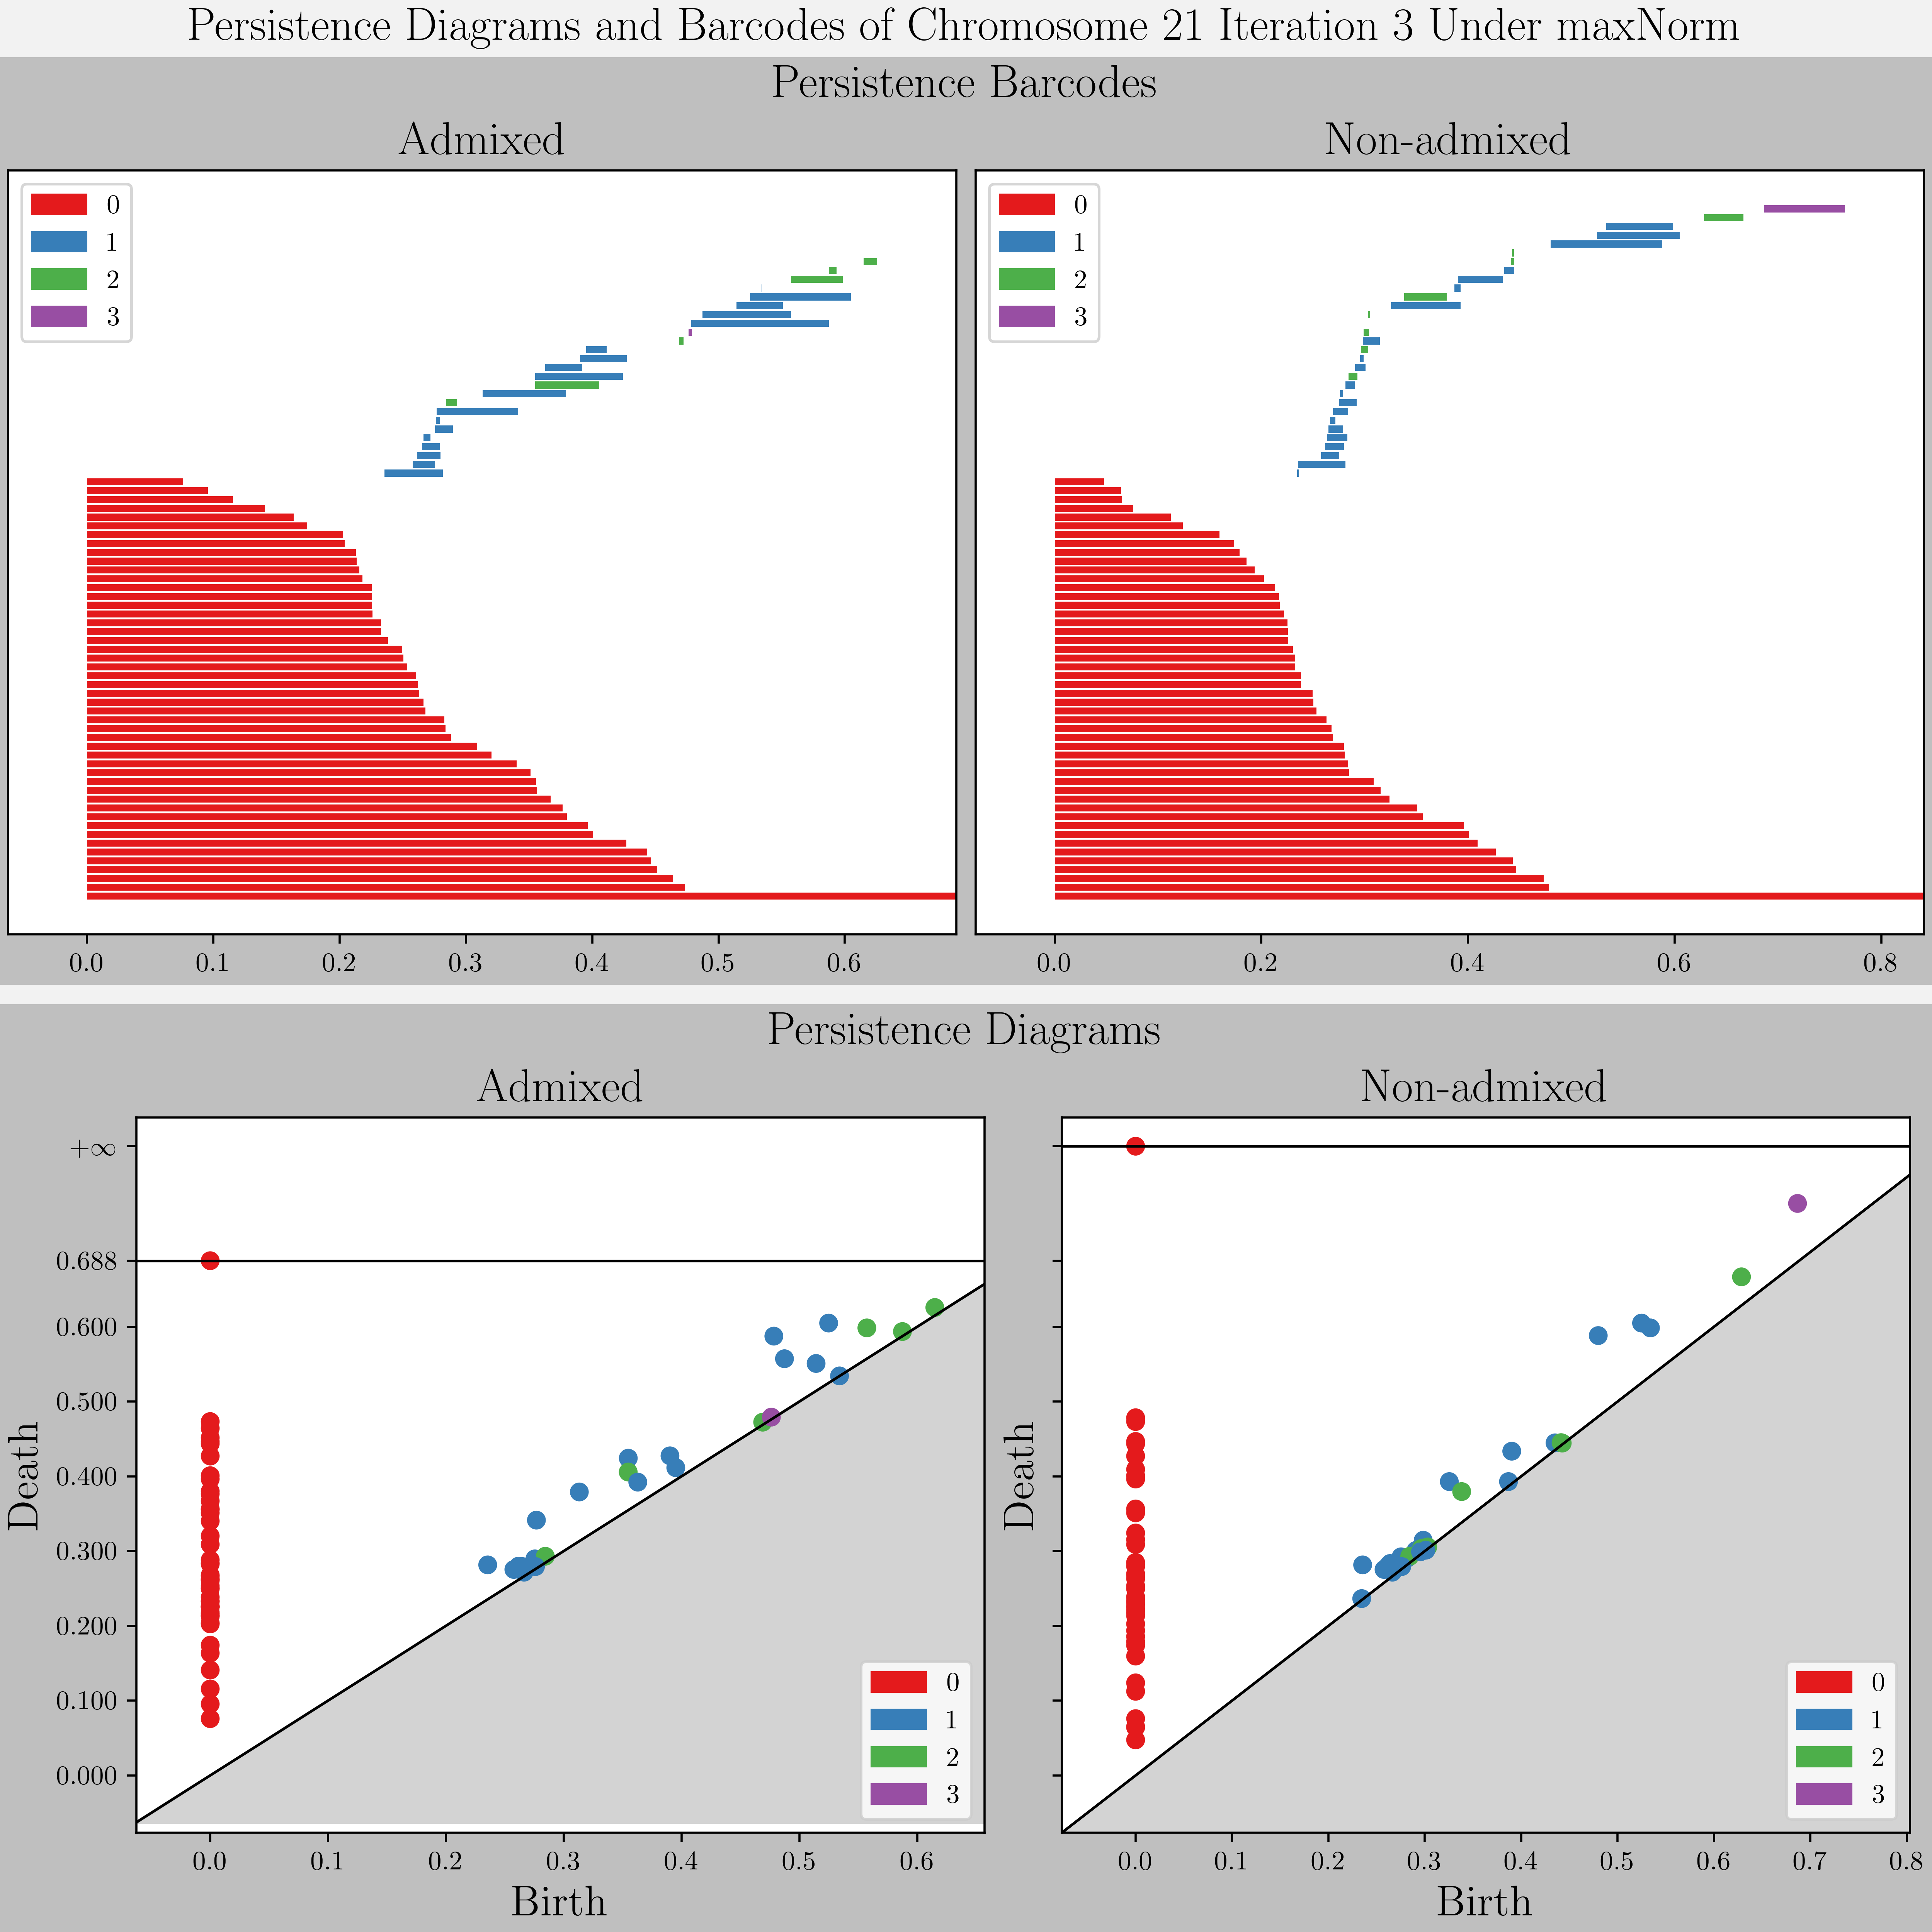 Persistence Diagrams and Barcodes of Chromosome 21 Iteration 3 Under maxNorm
Persistence Barcodes
Admixed
0
1
2
3
0.0 0.1 0.2 0.3 0.4 0.5 0.6
Non-admixed
0
1
2
3
0.0 0.2 0.4 0.6 0.8
Persistence Diagrams
Admixed
+∞
0.688
0.600
0.500
0.400
0.300
0.200
0.100
0.000
Death
0
1
2
3
0.0 0.1 0.2 0.3 0.4 0.5 0.6
Birth
Non-admixed
Death
0
1
2
3
0.0 0.1 0.2 0.3 0.4 0.5 0.6 0.7 0.8
Birth